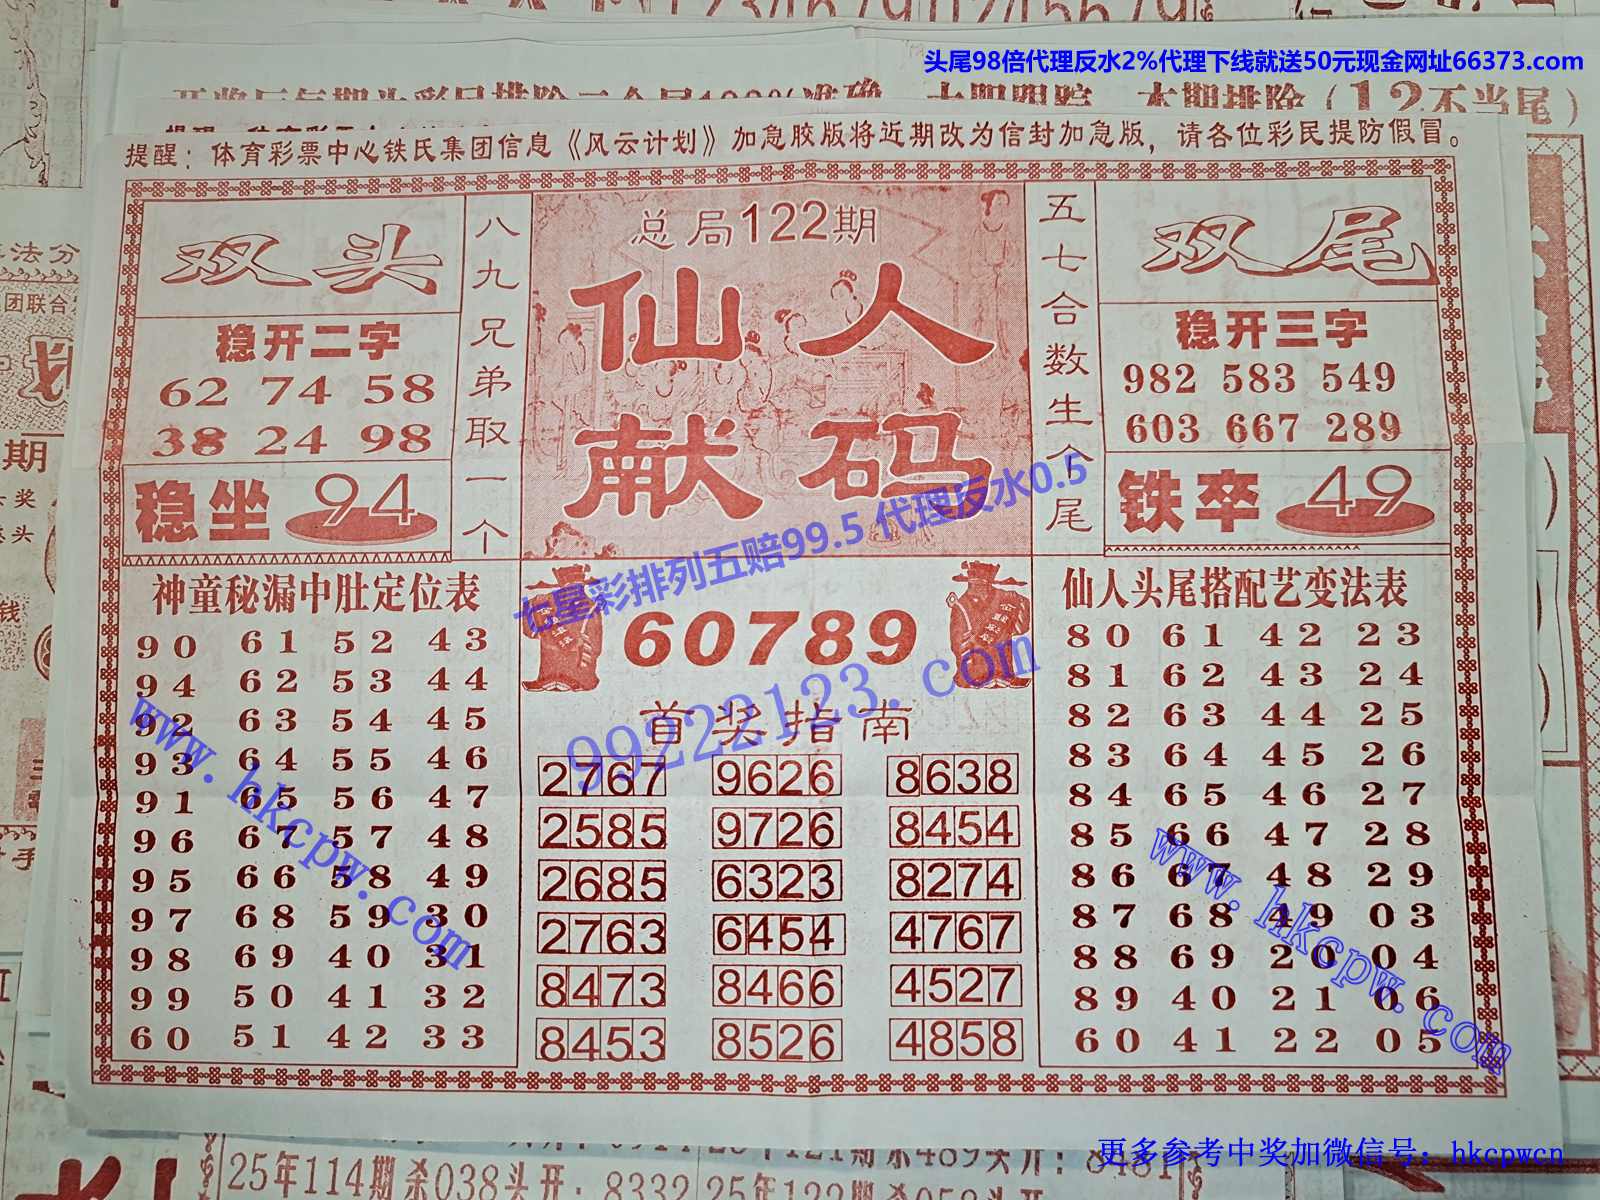 头尾98倍代理反水2%代理下线就送50元现金网址66373.com
本期排除(12不当尾)
提醒：体育彩票中心铁氏集团信息《风云计划》加急胶版将近期改为信封加急版，请各位彩民提防假冒。
双头
稳开二字
62 74 58
38 24 98
稳坐 94
八九兄弟取一个
总局122期
仙人
献码
五七合数生个尾
双尾
稳开三字
982 583 549
603 667 289
铁卒 49
七星彩排列五赔99.5 代理反水0.5
神童秘漏中肚定位表
90 61 52 43
94 62 53 44
92 63 54 45
93 64 55 46
91 65 56 47
96 67 57 48
95 66 58 49
97 68 59 30
98 69 40 31
99 50 41 32
60 51 42 33
60789
99222123.com
首奖指南
2767 9626 8638
2585 9726 8454
2685 6323 8274
2763 6454 4767
8473 8466 4527
8453 8526 4858
仙人头尾搭配艺变法表
80 61 42 23
81 62 43 24
82 63 44 25
83 64 45 26
84 65 46 27
85 66 47 28
86 67 48 29
87 68 49 03
88 69 20 04
89 40 21 06
60 41 22 05
www.hkcpw.com
www.hkcpw.com
更多参考中奖加微信号：hkcpwcn
25年114期杀038头开：8332